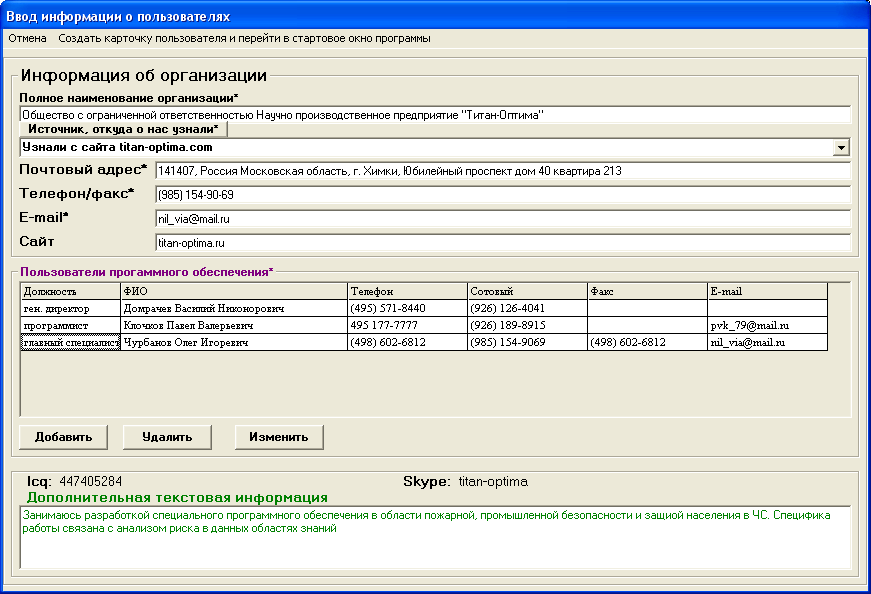 Ввод информации о пользователях
Отмена Создать карточку пользователя и перейти в стартовое окно программы
Информация об организации
Полное наименование организации*
Общество с ограниченной ответственностью Научно производственное предприятие "Титан-Оптима"
Источник, откуда о нас узнали*
Узнали с сайта titan-optima.com
Почтовый адрес* 141407, Россия Московская область, г. Химки, Юбилейный проспект дом 40 квартира 213
Телефон/факс* (985) 154-90-69
E-mail* nil_via@mail.ru
Сайт titan-optima.ru
Пользователи прогаммного обеспечения*
Должность ФИО Телефон Сотовый Факс E-mail
ген. директор Домрачев Василий Никонорович (495) 571-8440 (926) 126-4041
программист Клочков Павел Валерьевич 495 177-7777 (926) 189-8915 pvk_79@mail.ru
главный специалист Чурбанов Олег Игоревич (498) 602-6812 (985) 154-9069 (498) 602-6812 nil_via@mail.ru
Добавить Удалить Изменить
Icq: 447405284 Skype: titan-optima
Дополнительная текстовая информация
Занимаюсь разработкой специального программного обеспечения в области пожарной, промышленной безопасности и защиой населения в ЧС. Специфика
работы связана с анализом риска в данных областях знаний